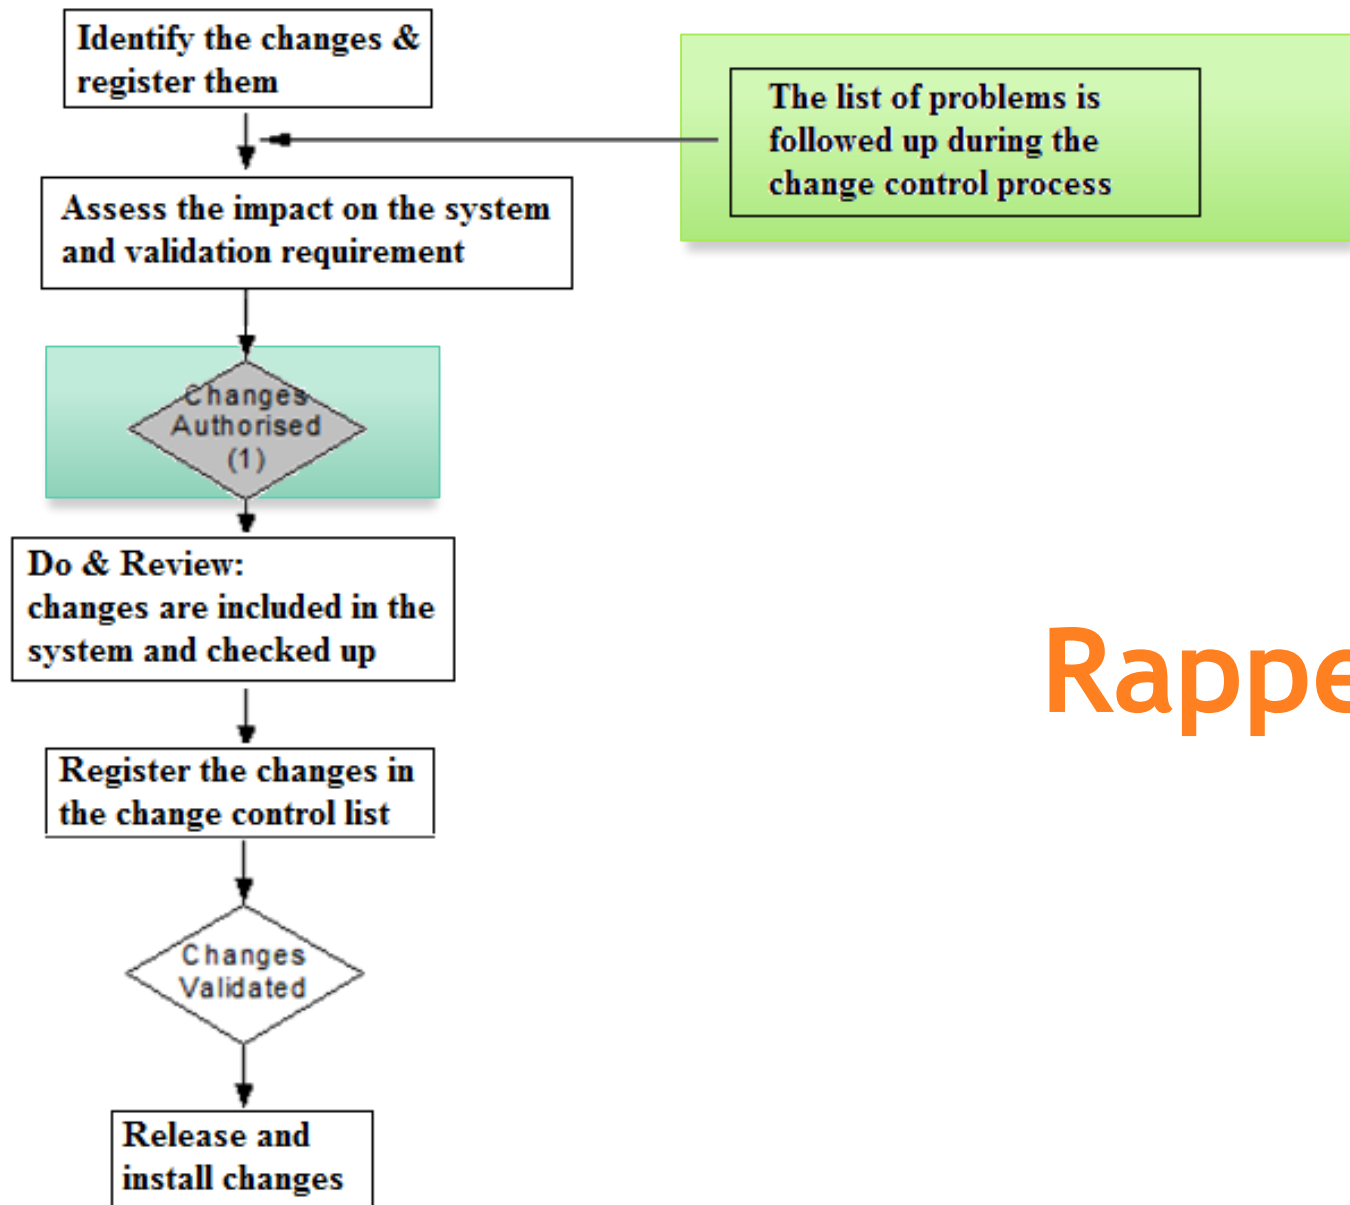 Identify the changes &
register them
The list of problems is
followed up during the
change control process
Assess the impact on the system
and validation requirement
Changes
Authorised
(1)
Do & Review:
changes are included in the
system and checked up
Rappe
Register the changes in
the change control list
Changes
Validated
Release and
install changes